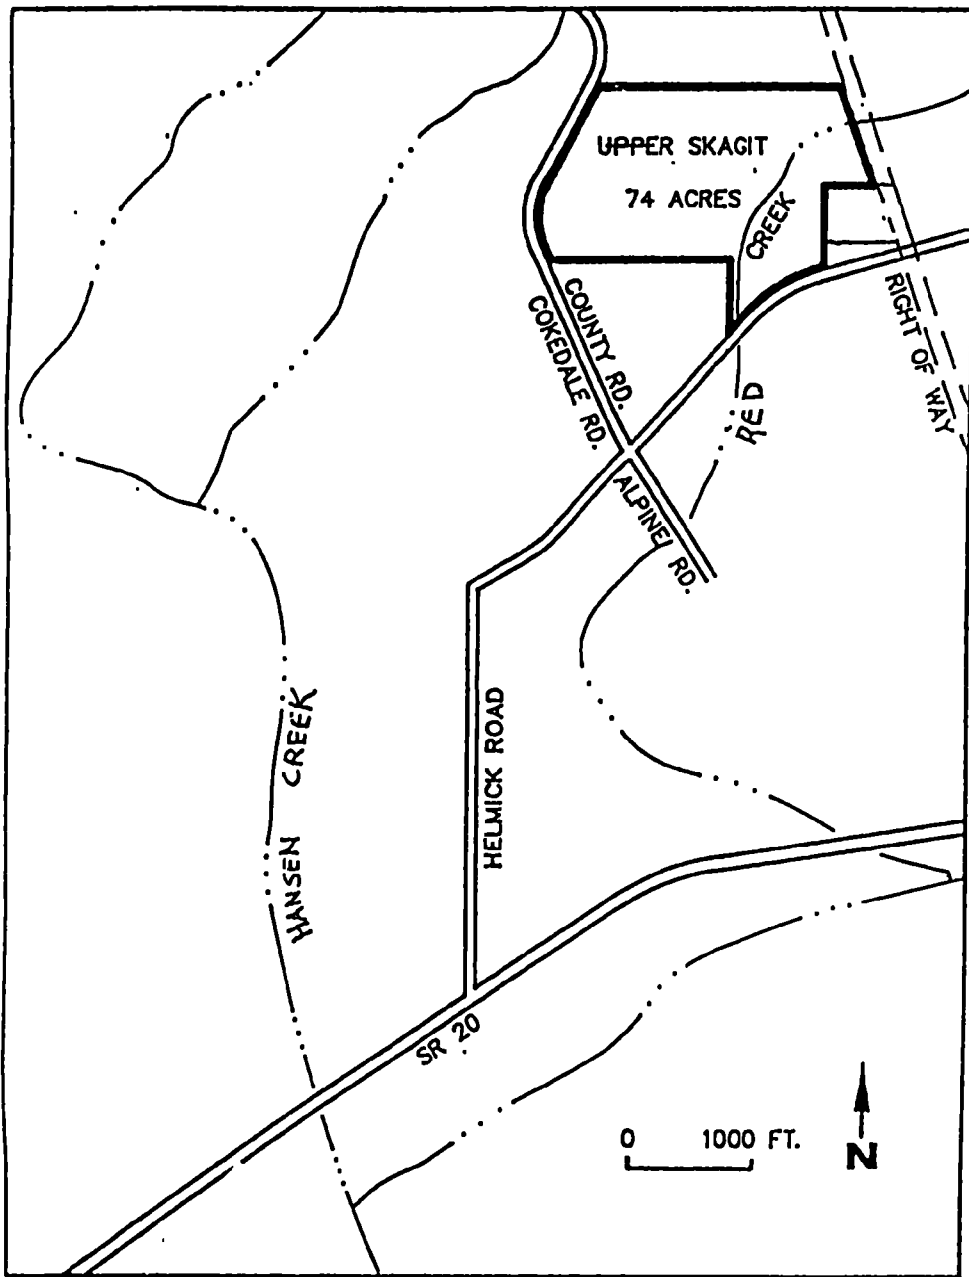 UPPER SKAGIT
74 ACRES
CREEK
COUNTY RD.
COKEDALE RD.
RIGHT OF WAY
RED
ALPINE RD.
HANSEN CREEK
HELMICK ROAD
SR 20
0 1000 FT.
N